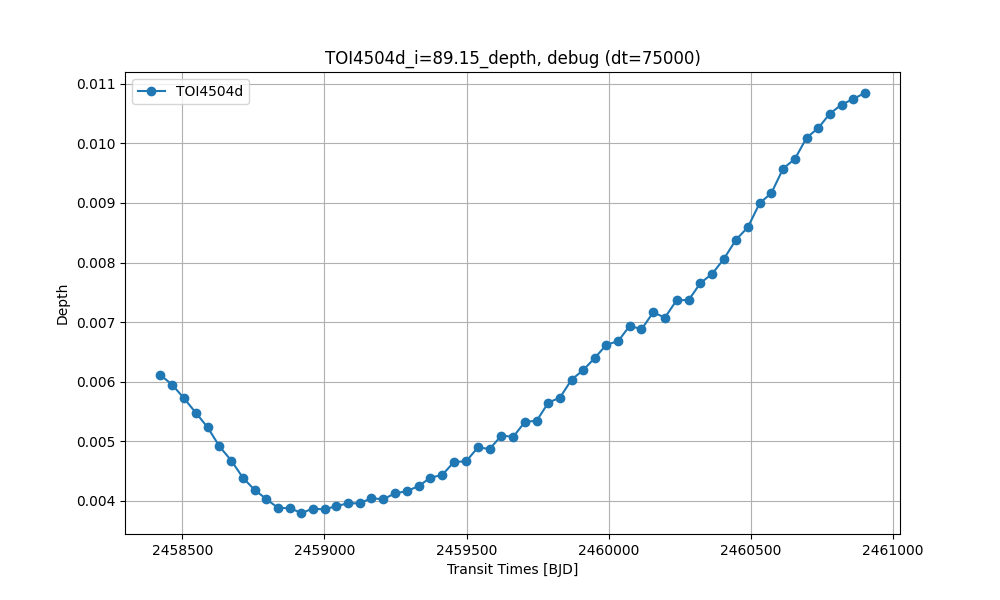 TOI4504d_i=89.15_depth, debug (dt=75000)
TOI4504d
0.011
0.010
0.009
0.008
0.007
0.006
0.005
0.004
Depth
2458500 2459000 2459500 2460000 2460500 2461000
Transit Times [BJD]